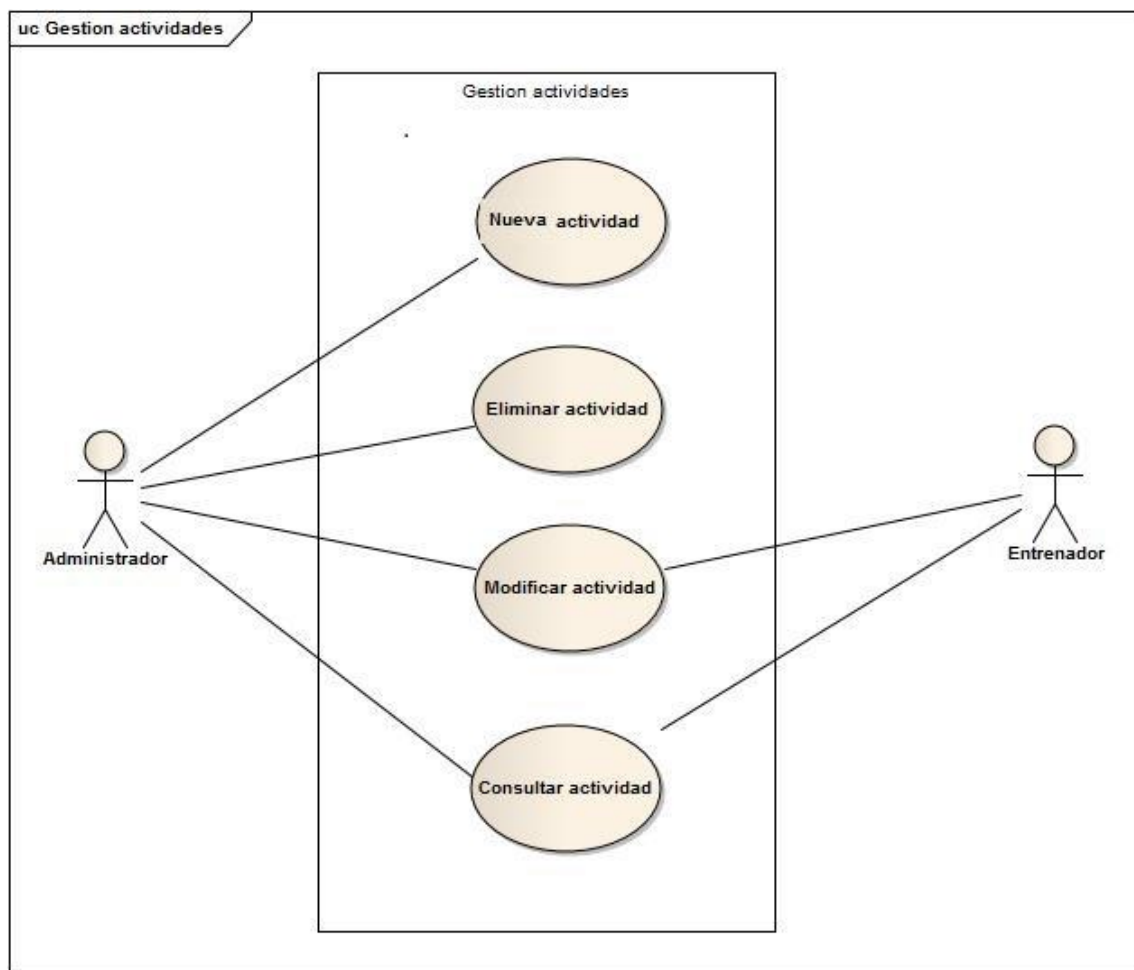 uc Gestion actividades
Gestion actividades
Nueva actividad
Eliminar actividad
Administrador
Entrenador
Modificar actividad
Consultar actividad